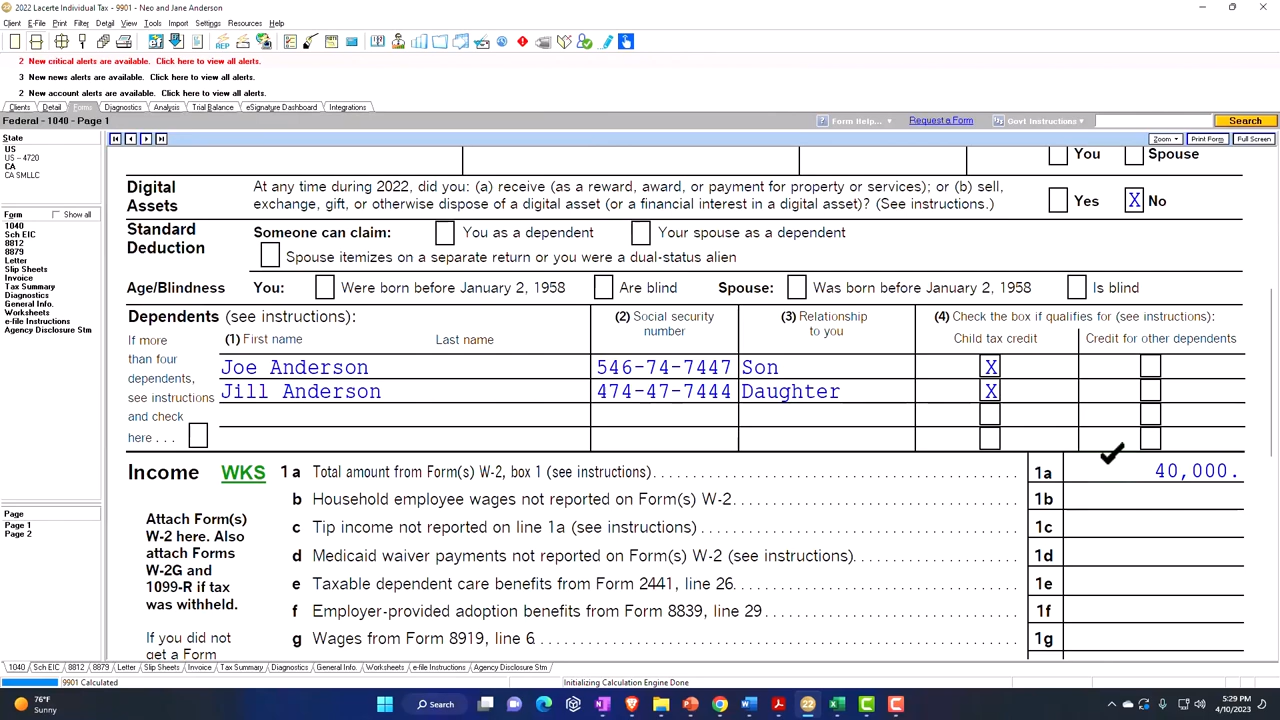 2022 Lacerte Individual Tax - 9901 - Neo and Jane Anderson
Client E-File Print Filter Detail View Tools Import Settings Resources Help
REP
2 New critical alerts are available. Click here to view all alerts.
3 New news alerts are available. Click here to view all alerts.
2 New account alerts are available. Click here to view all alerts.
Clients Detail Forms Diagnostics Analysis Trial Balance eSignature Dashboard Integrations
Federal - 1040 - Page 1
Form Help... Request a Form Govt Instructions Search
Zoom Print Form Full Screen
State
US
US - 4720
CA
CA SMLLC
Form Show all
1040
Sch EIC
8812
8879
Letter
Slip Sheets
Invoice
Tax Summary
Diagnostics
General Info.
Worksheets
e-file Instructions
Agency Disclosure Stm
Page
Page 1
Page 2
You Spouse
Digital Assets
At any time during 2022, did you: (a) receive (as a reward, award, or payment for property or services); or (b) sell,
exchange, gift, or otherwise dispose of a digital asset (or a financial interest in a digital asset)? (See instructions.)
Yes X No
Standard Deduction
Someone can claim: You as a dependent Your spouse as a dependent
Spouse itemizes on a separate return or you were a dual-status alien
Age/Blindness You: Were born before January 2, 1958 Are blind Spouse: Was born before January 2, 1958 Is blind
Dependents (see instructions):
(2) Social security number
(3) Relationship to you
(4) Check the box if qualifies for (see instructions):
(1) First name Last name
Child tax credit Credit for other dependents
If more
than four
dependents,
see instructions
and check
here . . .
Joe Anderson 546-74-7447 Son X
Jill Anderson 474-47-7444 Daughter X
Income WKS
1 a Total amount from Form(s) W-2, box 1 (see instructions) 1a 40,000.
b Household employee wages not reported on Form(s) W-2 1b
c Tip income not reported on line 1a (see instructions) 1c
d Medicaid waiver payments not reported on Form(s) W-2 (see instructions) 1d
e Taxable dependent care benefits from Form 2441, line 26 1e
f Employer-provided adoption benefits from Form 8839, line 29 1f
g Wages from Form 8919, line 6 1g
Attach Form(s)
W-2 here. Also
attach Forms
W-2G and
1099-R if tax
was withheld.
If you did not
get a Form
1040 Sch EIC 8812 8879 Letter Slip Sheets Invoice Tax Summary Diagnostics General Info. Worksheets e-file Instructions Agency Disclosure Stm
9901 Calculated Initializing Calculation Engine Done
76°F
Sunny
Search
5:29 PM
4/10/2023